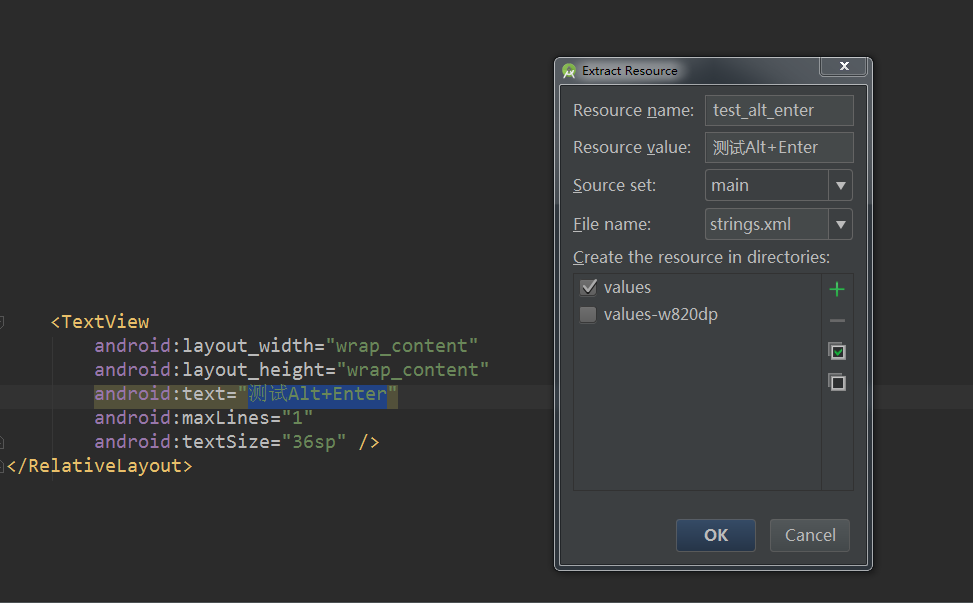 Extract Resource
Resource name: test_alt_enter
Resource value: 测试Alt+Enter
Source set: main
File name: strings.xml
Create the resource in directories:
values
values-w820dp
OK Cancel
<TextView
android:layout_width="wrap_content"
android:layout_height="wrap_content"
android:text="测试Alt+Enter"
android:maxLines="1"
android:textSize="36sp" />
</RelativeLayout>